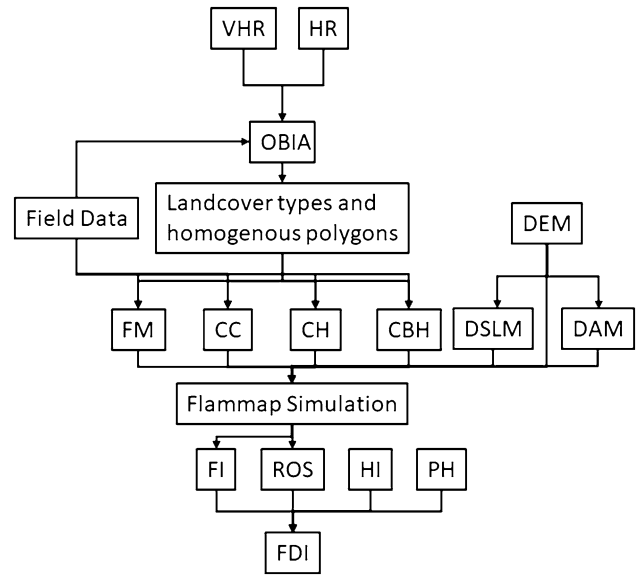 VHR
HR
OBIA
Field Data
Landcover types and
homogenous polygons
DEM
FM
CC
CH
CBH
DSLM
DAM
Flammap Simulation
FI
ROS
HI
PH
FDI